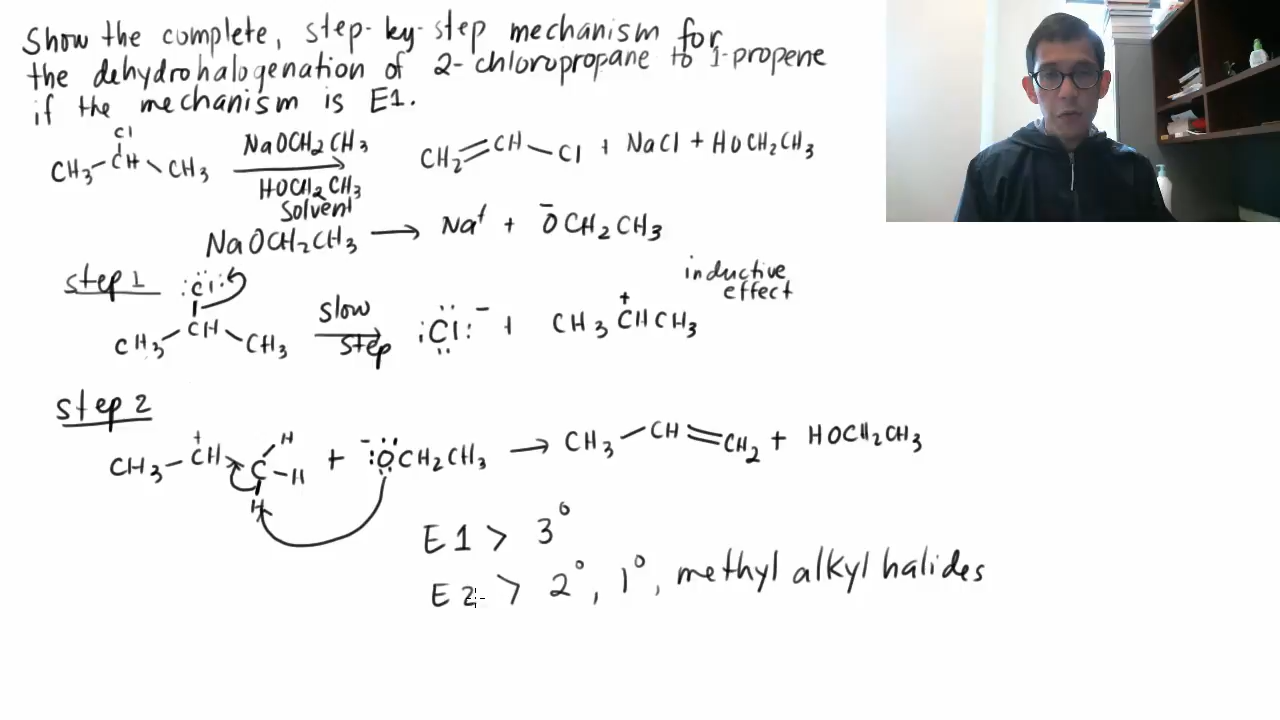 Show the complete, step-by-step mechanism for
the dehydrohalogenation of 2-chloropropane to 1-propene
if the mechanism is E1.
Cl
CH3-CH-CH3
NaOCH2CH3
HOCH2CH3
Solvent
CH2=CH-Cl + NaCl + HOCH2CH3
NaOCH2CH3 → Na+ + -OCH2CH3
step 1
:Cl:
CH3-CH-CH3
slow
step
:Cl:- + CH3CHCH3
+
inductive
effect
step 2
CH3-CH-C-H
+
H
H
+ -:OCH2CH3 → CH3-CH=CH2 + HOCH2CH3
E1 > 3°
E2 > 2°, 1°, methyl alkyl halides